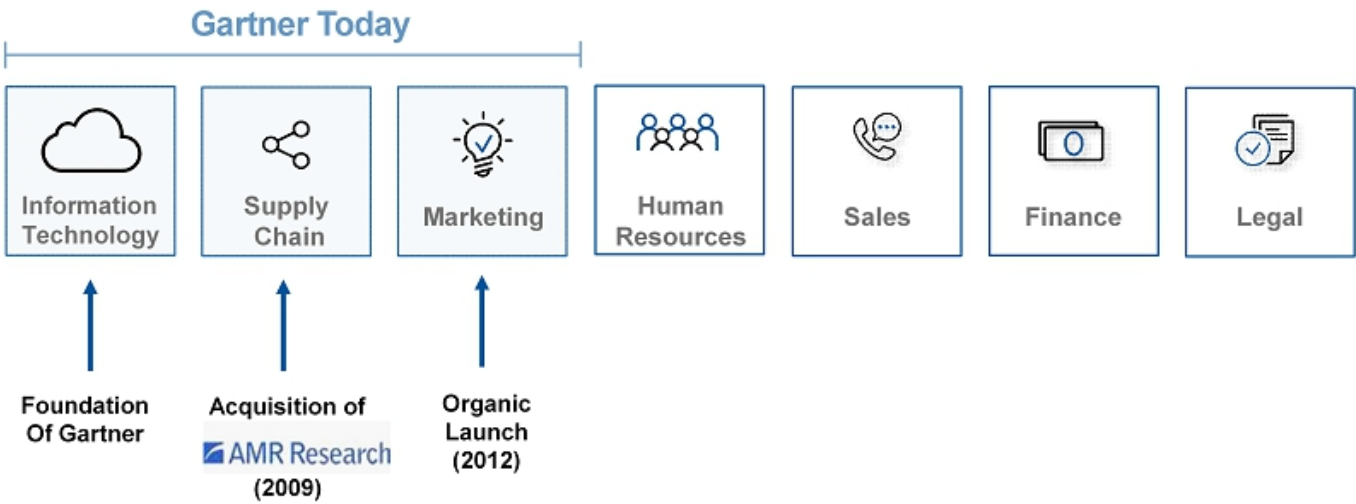 Gartner Today
Information
Technology
Supply
Chain
Marketing
Human
Resources
Sales
Finance
Legal
Foundation
Of Gartner
Acquisition of
AMR Research
(2009)
Organic
Launch
(2012)